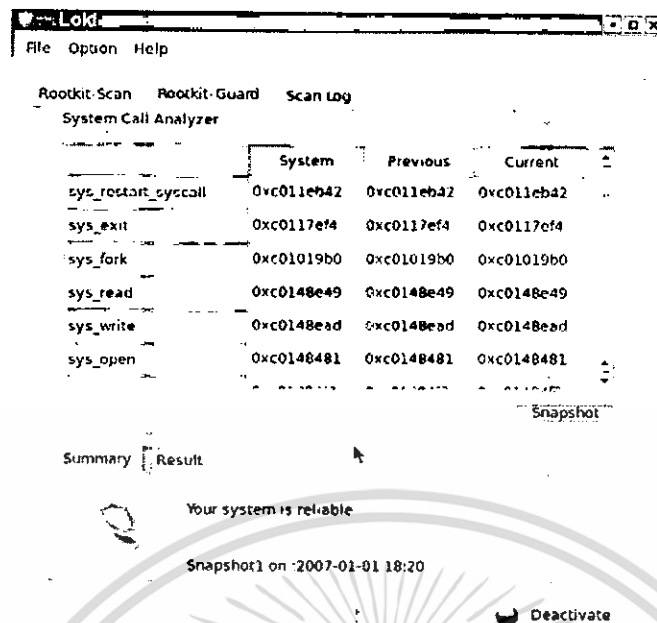 Loki
File Option Help
Rootkit-Scan Rootkit-Guard Scan Log
System Call Analyzer
System Previous Current
sys_restart_syscall 0xc011eb42 0xc011eb42 0xc011eb42
sys_exit 0xc0117ef4 0xc0117ef4 0xc0117ef4
sys_fork 0xc01019b0 0xc01019b0 0xc01019b0
sys_read 0xc0148e49 0xc0148e49 0xc0148e49
sys_write 0xc0148ead 0xc0148ead 0xc0148ead
sys_open 0xc0148481 0xc0148481 0xc0148481
Snapshot
Summary Result
Your system is reliable
Snapshot1 on :2007-01-01 18:20
Deactivate